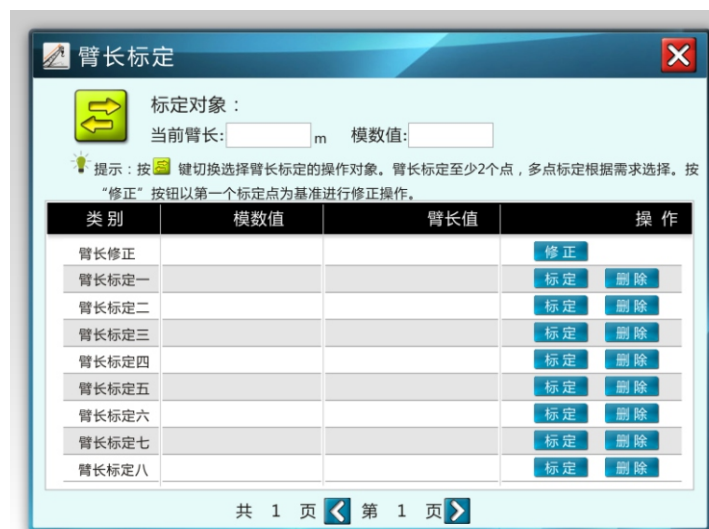 臂长标定
标定对象：
当前臂长: m 模数值:
提示：按 键切换选择臂长标定的操作对象。臂长标定至少2个点，多点标定根据需求选择。按
“修正”按钮以第一个标定点为基准进行修正操作。
类别 模数值 臂长值 操作
臂长修正 修正
臂长标定一 标定 删除
臂长标定二 标定 删除
臂长标定三 标定 删除
臂长标定四 标定 删除
臂长标定五 标定 删除
臂长标定六 标定 删除
臂长标定七 标定 删除
臂长标定八 标定 删除
共 1 页 第 1 页